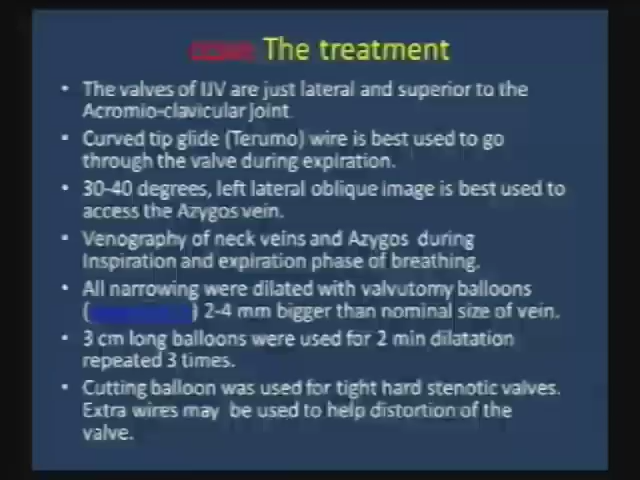 The treatment
• The valves of IJV are just lateral and superior to the
Acromio-clavicular joint
• Curved tip glide (Terumo) wire is best used to go
through the valve during expiration.
• 30-40 degrees, left lateral oblique image is best used to
access the Azygos vein.
• Venography of neck veins and Azygos during
Inspiration and expiration phase of breathing.
• All narrowing were dilated with valvutomy balloons
( ) 2-4 mm bigger than nominal size of vein.
• 3 cm long balloons were used for 2 min dilatation
repeated 3 times.
• Cutting balloon was used for tight hard stenotic valves.
Extra wires may be used to help distortion of the
valve.